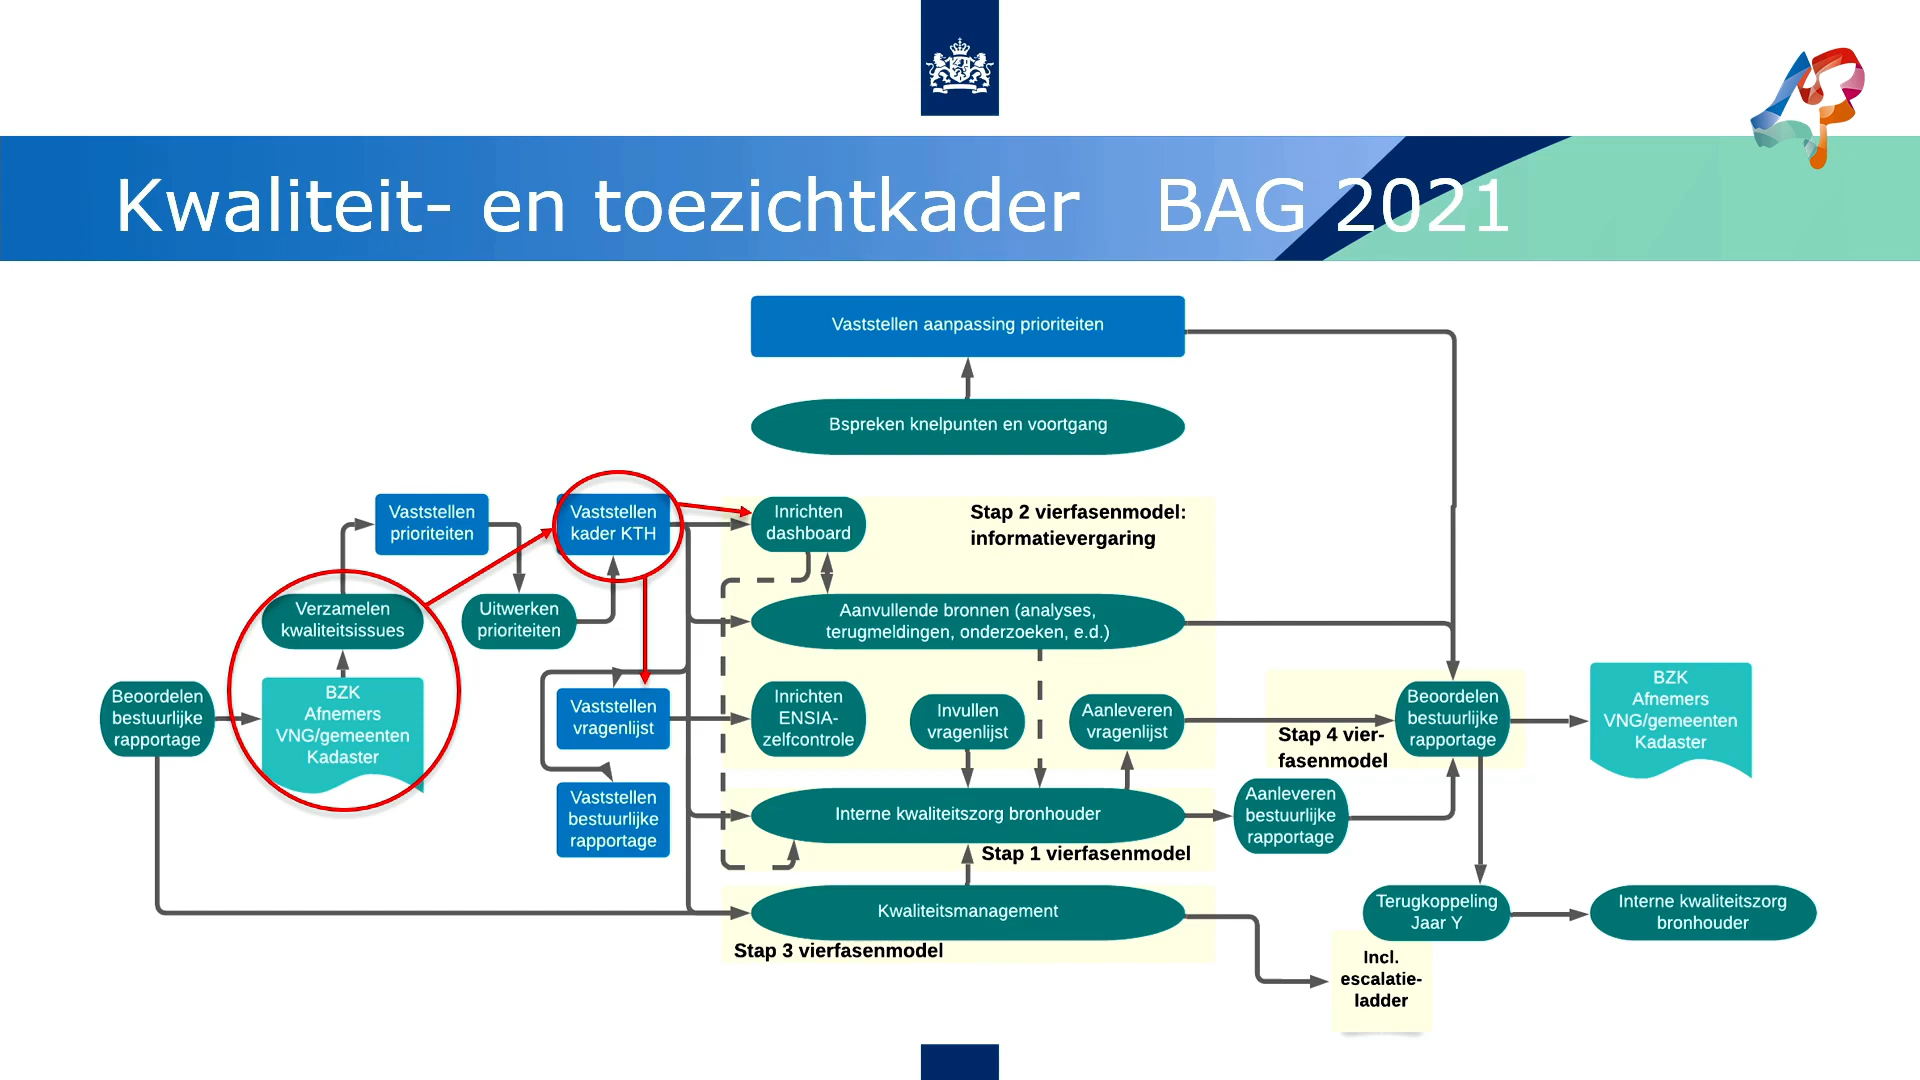 Kwaliteit- en toezichtkader BAG 2021
Vaststellen aanpassing prioriteiten
Bspreken knelpunten en voortgang
Vaststellen
prioriteiten
Vaststellen
kader KTH
Inrichten
dashboard
Stap 2 vierfasenmodel:
informatievergaring
Verzamelen
kwaliteitsissues
Uitwerken
prioriteiten
Aanvullende bronnen (analyses,
terugmeldingen, onderzoeken, e.d.)
Beoordelen
bestuurlijke
rapportage
BZK
Afnemers
VNG/gemeenten
Kadaster
Vaststellen
vragenlijst
Inrichten
ENSIA-
zelfcontrole
Invullen
vragenlijst
Aanleveren
vragenlijst
Stap 4 vier-
fasenmodel
Beoordelen
bestuurlijke
rapportage
BZK
Afnemers
VNG/gemeenten
Kadaster
Vaststellen
bestuurlijke
rapportage
Interne kwaliteitszorg bronhouder
Stap 1 vierfasenmodel
Aanleveren
bestuurlijke
rapportage
Kwaliteitsmanagement
Stap 3 vierfasenmodel
Terugkoppeling
Jaar Y
Interne kwaliteitszorg
bronhouder
Incl.
escalatie-
ladder